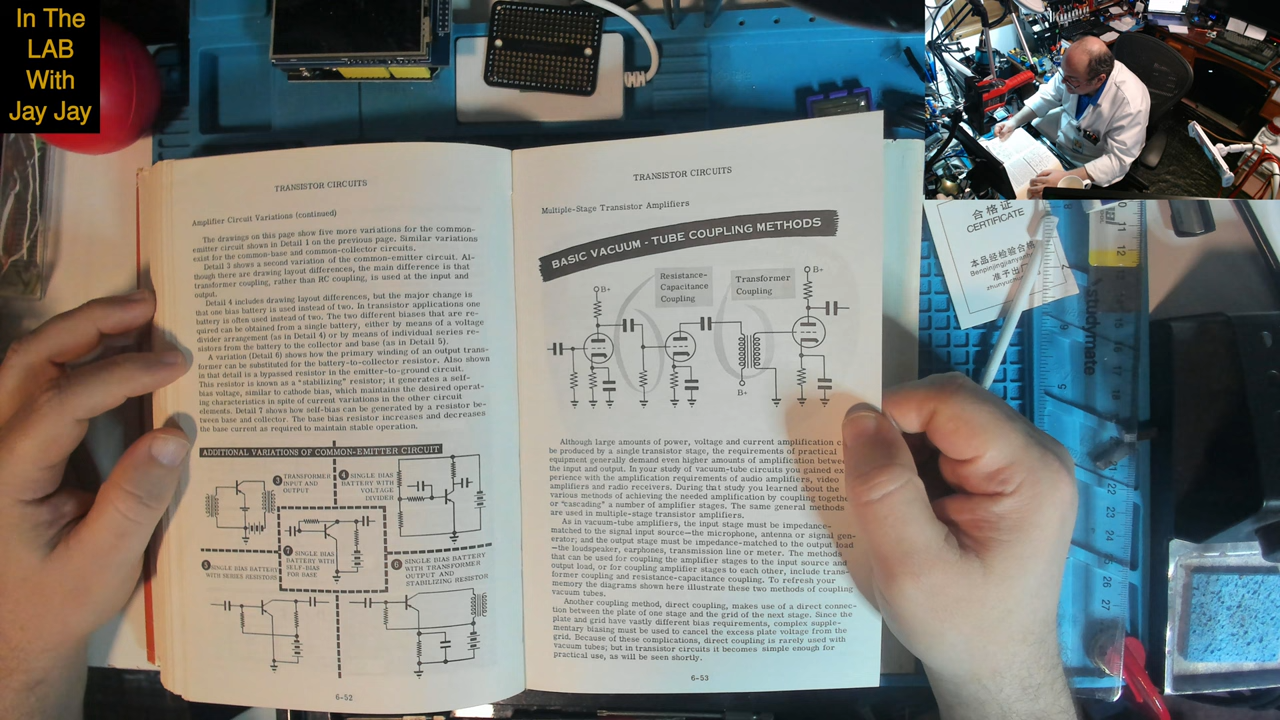 In The
LAB
With
Jay Jay
TRANSISTOR CIRCUITS
Amplifier Circuit Variations (continued)
The drawings on this page show five more variations for the common-
emitter circuit shown in Detail 1 on the previous page. Similar variations
exist for the common-base and common-collector circuits.
Detail 3 shows a second variation of the common-emitter circuit. Al-
though there are drawing layout differences, the main difference is that
transformer coupling, rather than RC coupling, is used at the input and
output.
Detail 4 includes drawing layout differences, but the major change is
that one bias battery is used instead of two. In transistor applications one
battery is often used instead of two. The two different biases that are re-
quired can be obtained from a single battery, either by means of a voltage
divider arrangement (as in Detail 4) or by means of individual series re-
sistors from the battery to the collector and base (as in Detail 5).
A variation (Detail 6) shows how the primary winding of an output trans-
former can be substituted for the battery-to-collector resistor. Also shown
in that detail is a bypassed resistor in the emitter-to-ground circuit.
This resistor is known as a "stabilizing" resistor; it generates a self-
bias voltage, similar to cathode bias, which maintains the desired operat-
ing characteristics in spite of current variations in the other circuit
elements. Detail 7 shows how self-bias can be generated by a resistor be-
tween base and collector. The base bias resistor increases and decreases
the base current as required to maintain stable operation.
ADDITIONAL VARIATIONS OF COMMON-EMITTER CIRCUIT
3 TRANSFORMER
INPUT AND
OUTPUT
4 SINGLE BIAS
BATTERY WITH
VOLTAGE
DIVIDER
7 SINGLE BIAS
BATTERY WITH
SELF-BIAS
FOR BASE
5 SINGLE BIAS BATTERY
WITH SERIES RESISTORS
6 SINGLE BIAS BATTERY
WITH TRANSFORMER
OUTPUT AND
STABILIZING RESISTOR
6-52
TRANSISTOR CIRCUITS
Multiple-Stage Transistor Amplifiers
BASIC VACUUM-TUBE COUPLING METHODS
Resistance-
Capacitance
Coupling
Transformer
Coupling
B+
B+
B+
Although large amounts of power, voltage and current amplification
be produced by a single transistor stage, the requirements of practical
equipment generally demand even higher amounts of amplification
the input and output. In your study of vacuum-tube circuits you gained
perience with the amplification requirements of audio amplifiers, video
amplifiers and radio receivers. During that study you learned about the
various methods of achieving the needed amplification by coupling together
or "cascading" a number of amplifier stages. The same general methods
are used in multiple-stage transistor amplifiers.
As in vacuum-tube amplifiers, the input stage must be impedance-
matched to the signal input source—the microphone, antenna or signal gen-
erator; and the output stage must be impedance-matched to the output load
—the loudspeaker, earphones, transmission line or meter. The methods
that can be used for coupling the amplifier stages to the input source and
output load, or for coupling amplifier stages to each other, include trans-
former coupling and resistance-capacitance coupling. To refresh your
memory the diagrams shown here illustrate these two methods of coupling
vacuum tubes.
Another coupling method, direct coupling, makes use of a direct connec-
tion between the plate of one stage and the grid of the next stage. Since the
plate and grid have vastly different bias requirements, complex supple-
mentary biasing must be used to cancel the excess plate voltage from the
grid. Because of these complications, direct coupling is rarely used with
vacuum tubes; but in transistor circuits it becomes simple enough for
practical use, as will be seen shortly.
6-53
合格证
CERTIFICATE
本品经检验合格
准予出厂
studymate
10
11
12
5
22
23
24
25
26
27